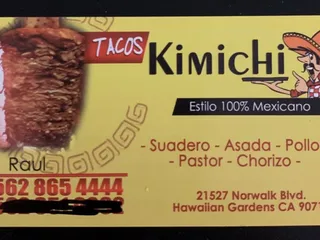 TACOS
Kimichi
Estilo 100% Mexicano
- Suadero - Asada - Pollo
- Pastor - Chorizo -
Raul
562 865 4444
21527 Norwalk Blvd.
Hawaiian Gardens CA 9071